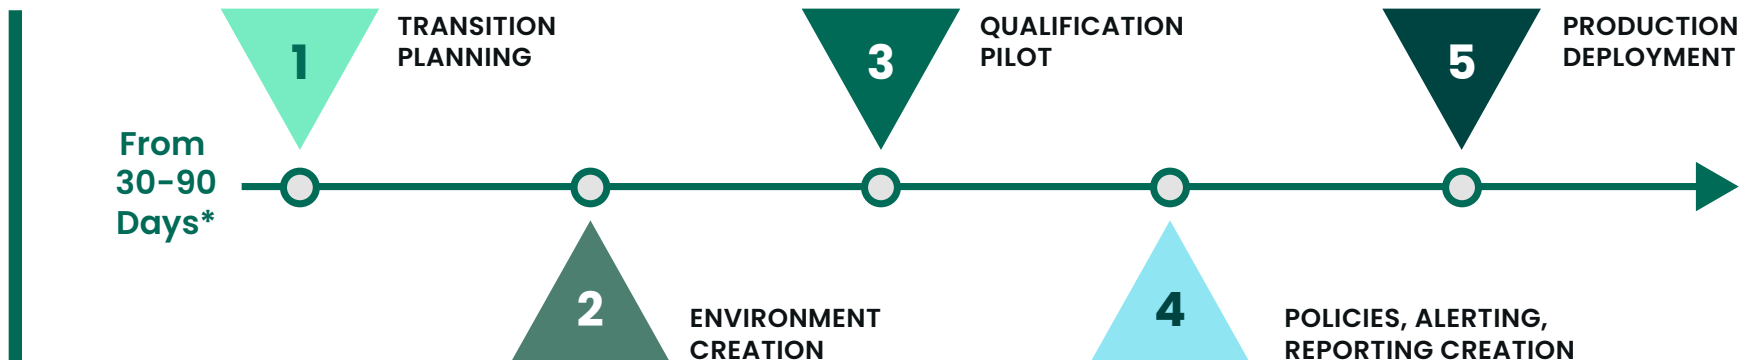 1
TRANSITION
PLANNING
3
QUALIFICATION
PILOT
5
PRODUCTION
DEPLOYMENT
From
30-90
Days*
2
ENVIRONMENT
CREATION
4
POLICIES, ALERTING,
REPORTING CREATION